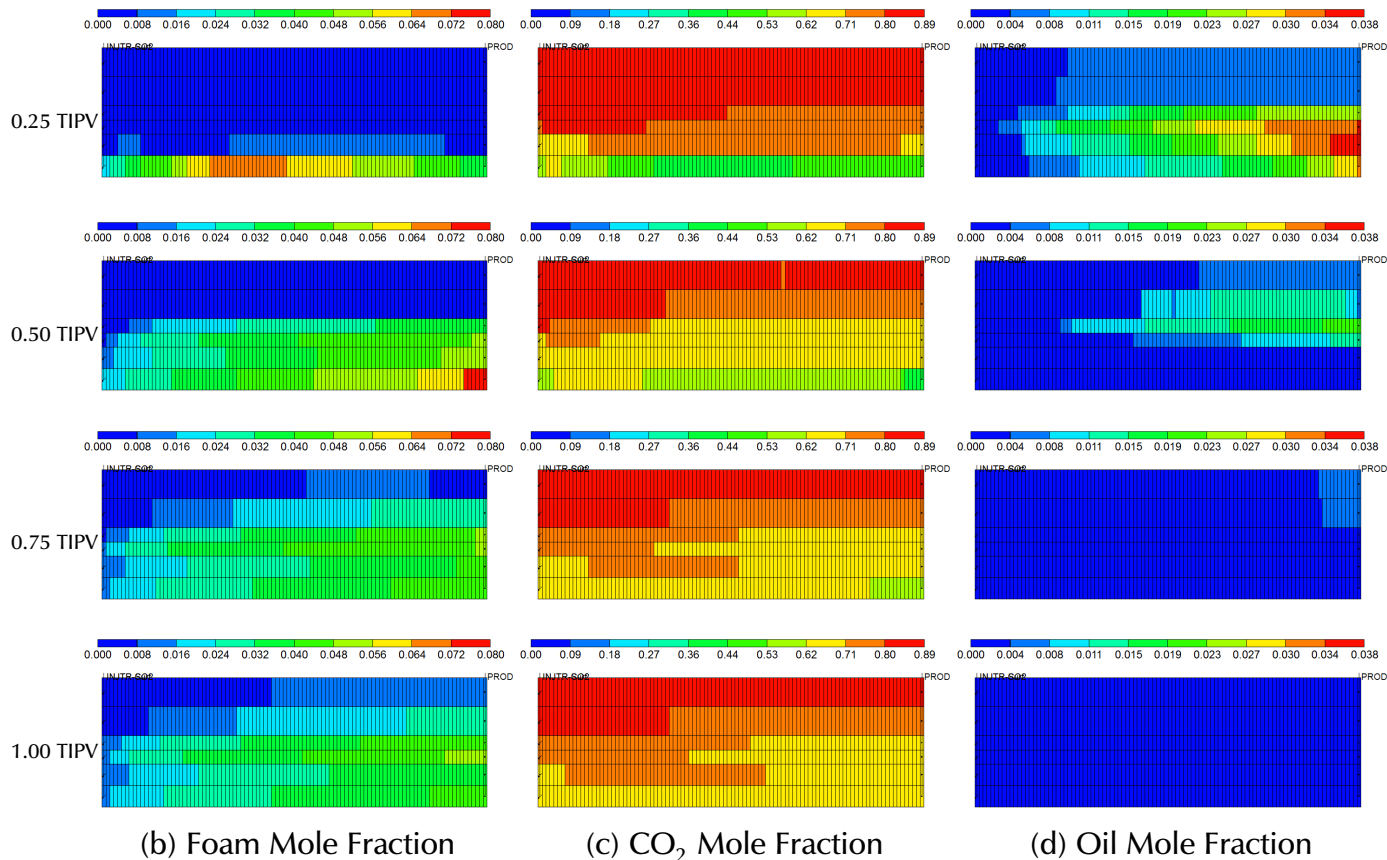 0.000 0.008 0.016 0.024 0.032 0.040 0.048 0.056 0.064 0.072 0.080
0.00 0.09 0.18 0.27 0.36 0.44 0.53 0.62 0.71 0.80 0.89
0.000 0.004 0.008 0.011 0.015 0.019 0.023 0.026 0.030 0.034 0.038
PROD PROD PROD
0.25 TIPV
0.000 0.008 0.016 0.024 0.032 0.040 0.048 0.056 0.064 0.072 0.080
0.00 0.09 0.18 0.27 0.36 0.44 0.53 0.62 0.71 0.80 0.89
0.000 0.004 0.008 0.011 0.015 0.019 0.023 0.026 0.030 0.034 0.038
PROD PROD PROD
0.50 TIPV
0.000 0.008 0.016 0.024 0.032 0.040 0.048 0.056 0.064 0.072 0.080
0.00 0.09 0.18 0.27 0.36 0.44 0.53 0.62 0.71 0.80 0.89
0.000 0.004 0.008 0.011 0.015 0.019 0.023 0.026 0.030 0.034 0.038
PROD PROD PROD
0.75 TIPV
0.000 0.008 0.016 0.024 0.032 0.040 0.048 0.056 0.064 0.072 0.080
0.00 0.09 0.18 0.27 0.36 0.44 0.53 0.62 0.71 0.80 0.89
0.000 0.004 0.008 0.011 0.015 0.019 0.023 0.026 0.030 0.034 0.038
PROD PROD PROD
1.00 TIPV
(b) Foam Mole Fraction
(c) CO₂ Mole Fraction
(d) Oil Mole Fraction